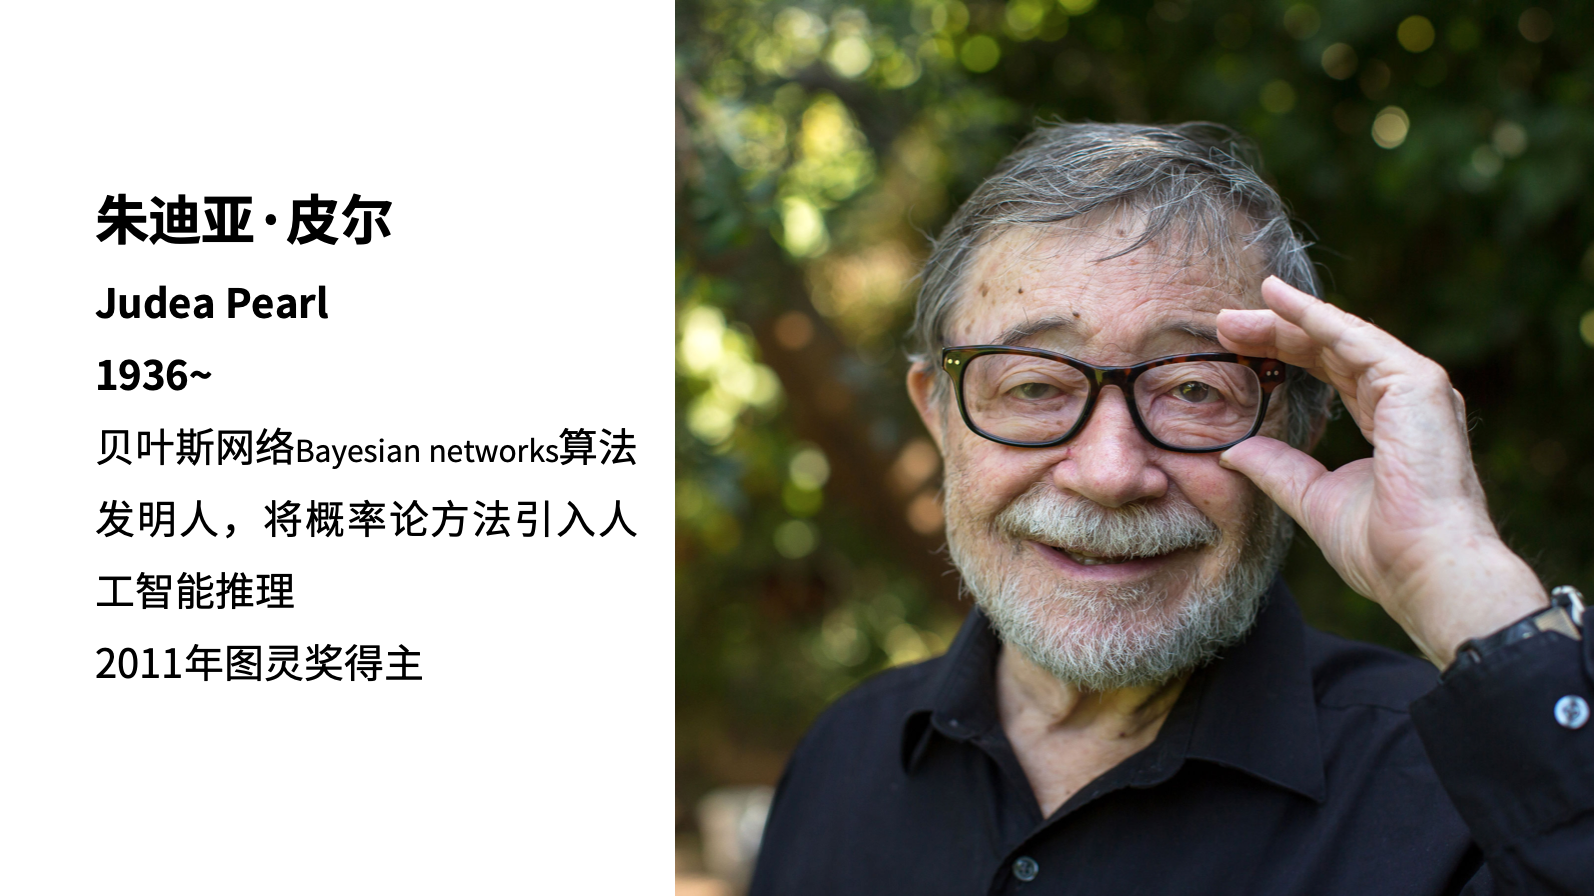 朱迪亚·皮尔
Judea Pearl
1936~
贝叶斯网络Bayesian networks算法
发明人，将概率论方法引入人
工智能推理
2011年图灵奖得主